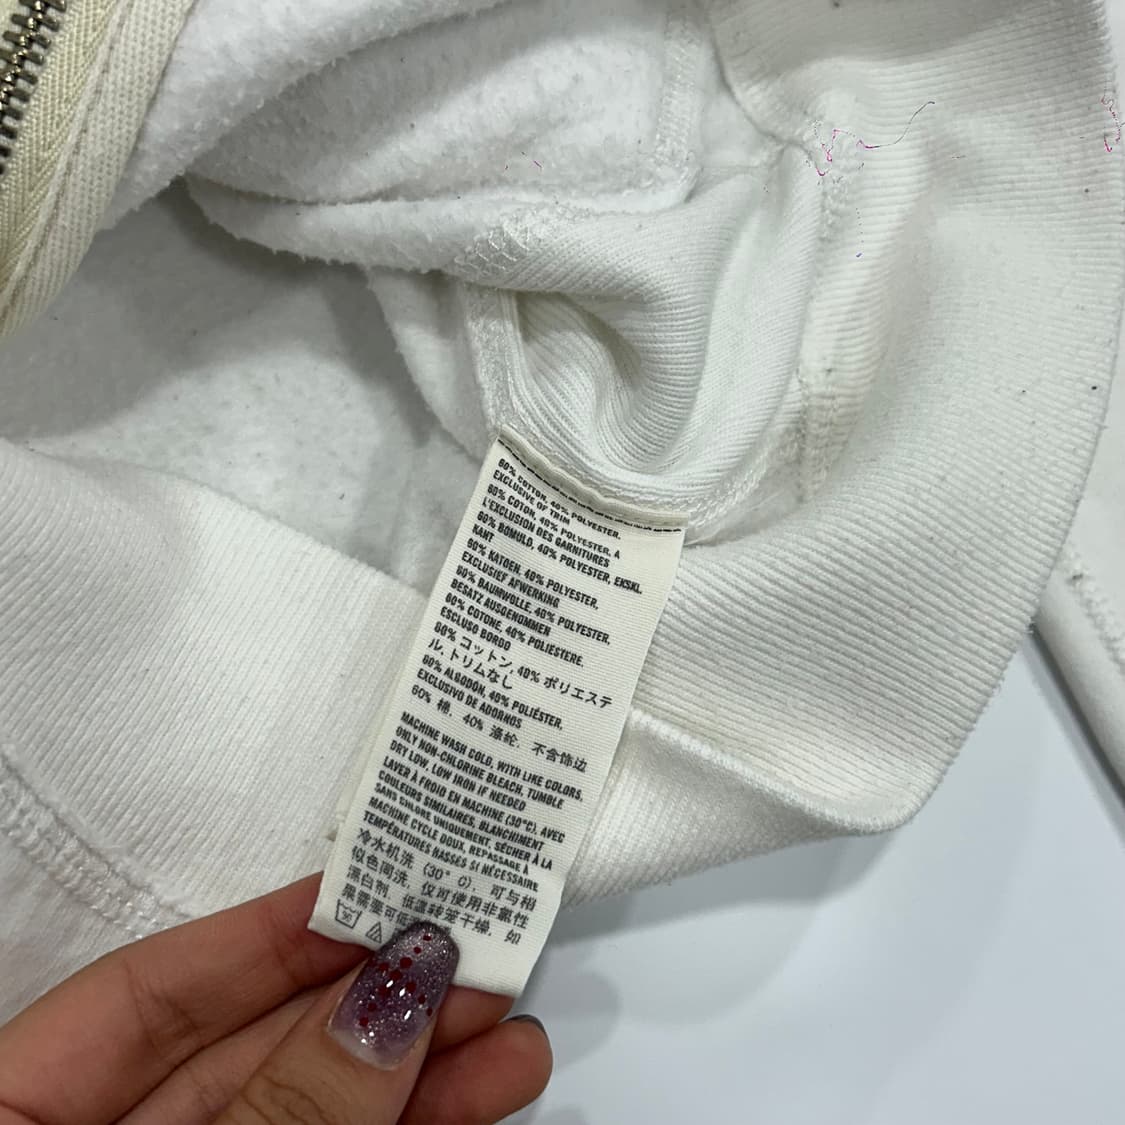 60% COTTON, 40% POLYESTER.
EXCLUSIVE OF TRIM
60% COTON, 40% POLYESTER, À
L'EXCLUSION DES GARNITURES
60% BOMULD, 40% POLYESTER, EKSKL.
KANT
60% KATOEN, 40% POLYESTER,
EXCLUSIEF AFWERKING
60% BAUMWOLLE, 40% POLYESTER,
BESATZ AUSGENOMMEN
60% COTONE, 40% POLIESTERE.
ESCLUSO BORDO
60% コットン, 40% ポリエステ
ル, トリムなし
60% ALGODÓN, 40% POLIÉSTER.
EXCLUSIVO DE ADORNOS
60% 棉, 40% 涤纶, 不含饰边
MACHINE WASH COLD, WITH LIKE COLORS,
ONLY NON-CHLORINE BLEACH, TUMBLE
DRY LOW, LOW IRON IF NEEDED
LAVER À FROID EN MACHINE (30°C), AVEC
COULEURS SIMILAIRES, BLANCHIMENT
SANS CHLORE UNIQUEMENT, SÉCHER À LA
MACHINE CYCLE DOUX, REPASSAGE À
TEMPÉRATURES BASSES SI NÉCESSAIRE
冷水机洗 (30° C), 可与相
似色同洗, 仅可使用非氯性
漂白剂, 低温转笼干燥, 如
果需要可低
30